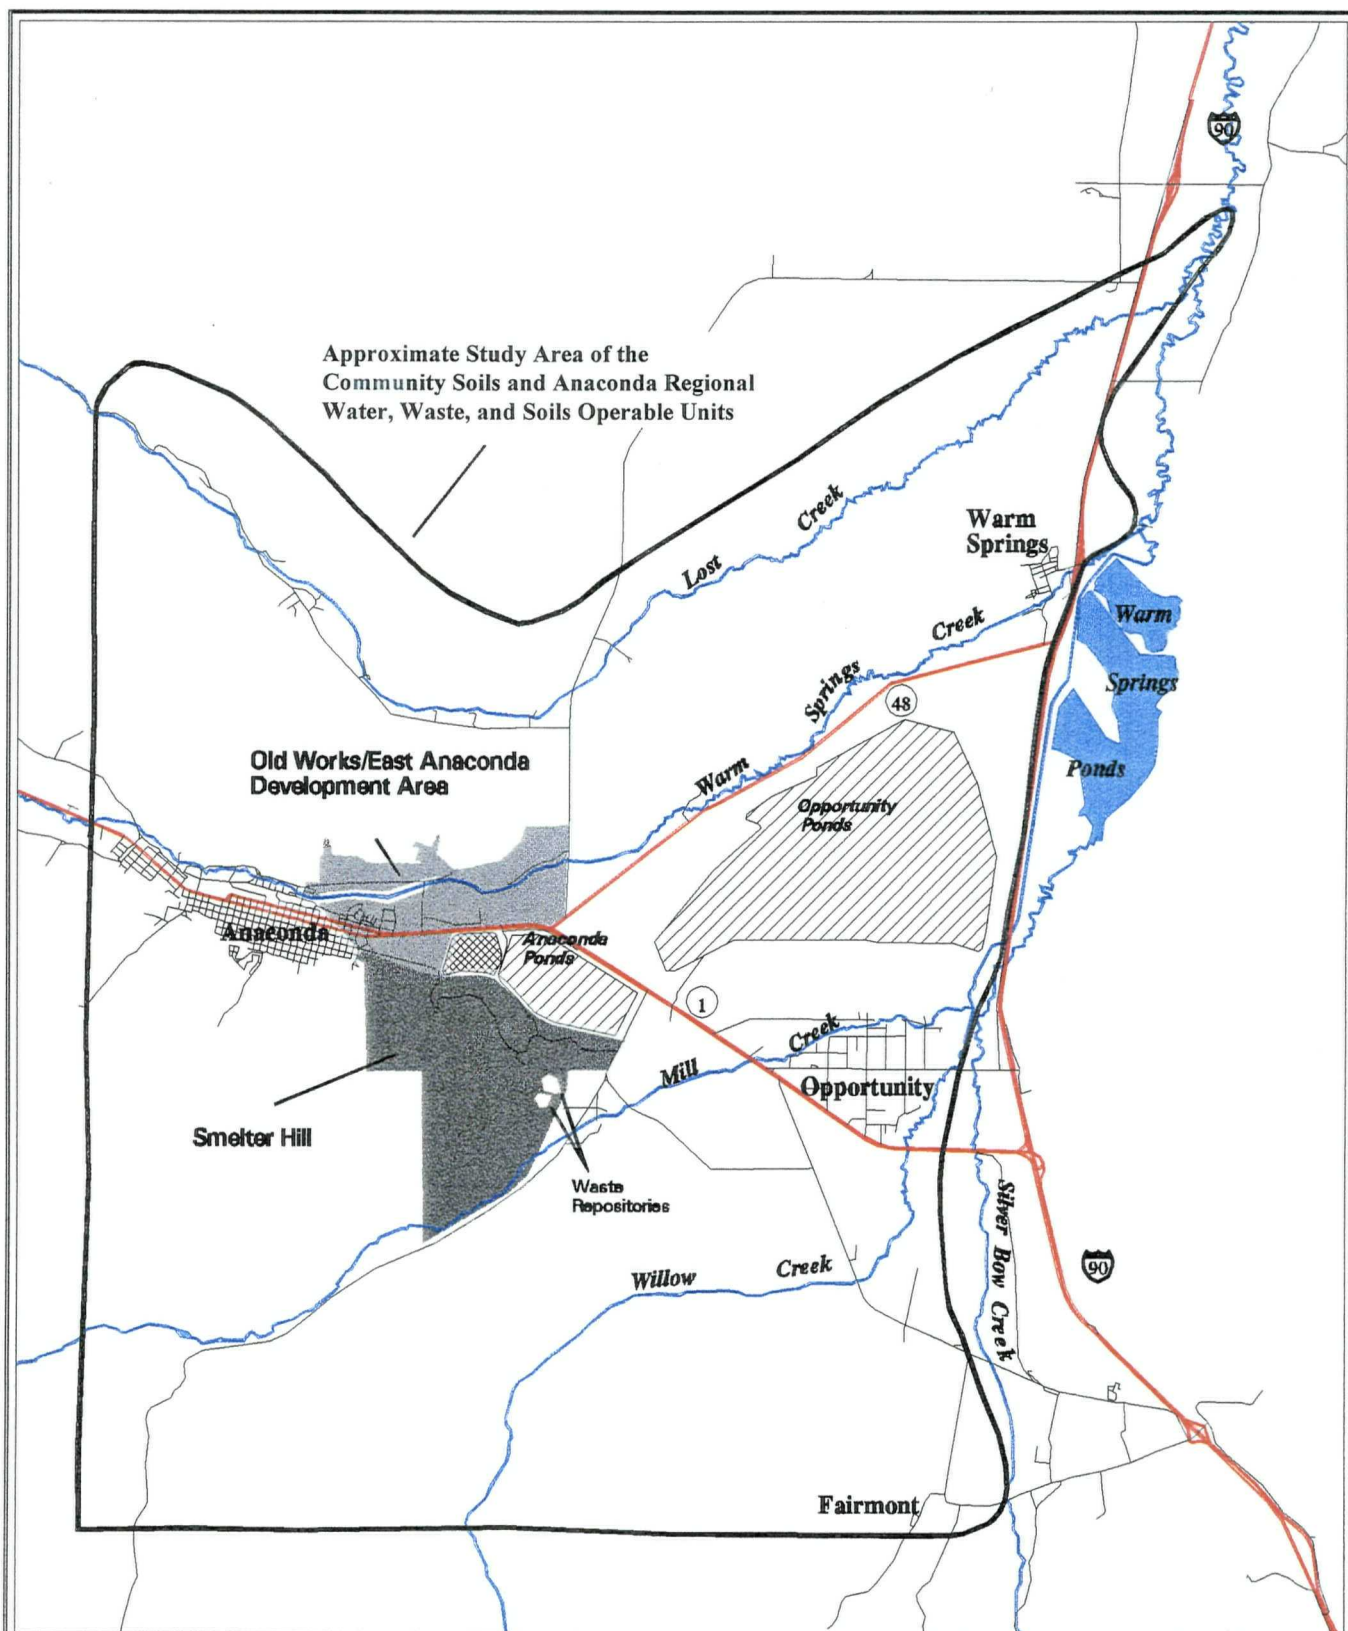 90
Approximate Study Area of the
Community Soils and Anaconda Regional
Water, Waste, and Soils Operable Units
Lost Creek
Warm
Springs
Warm Springs Creek
Warm
Springs
Ponds
48
Old Works/East Anaconda
Development Area
Opportunity
Ponds
Anaconda
Anaconda
Ponds
1
Mill Creek
Opportunity
Smelter Hill
Waste
Repositories
Silver Bow Creek
Willow Creek
90
Fairmont